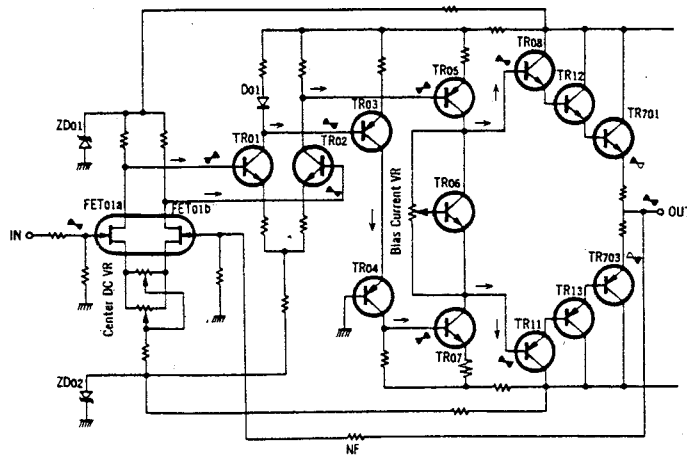 TR08
TR05
TR12
D01
TR03
TR701
ZD01
TR01
TR02
TR06
FET01a
FET01b
Bias Current VR
IN
OUT
Center DC VR
TR04
TR703
TR13
TR11
TR07
ZD02
NF